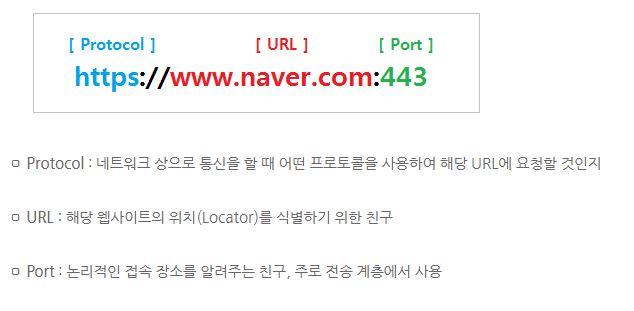 [ Protocol ] [ URL ] [ Port ]
https://www.naver.com:443
Protocol : 네트워크 상으로 통신을 할 때 어떤 프로토콜을 사용하여 해당 URL에 요청할 것인지
URL : 해당 웹사이트의 위치(Locator)를 식별하기 위한 친구
Port : 논리적인 접속 장소를 알려주는 친구, 주로 전송 계층에서 사용